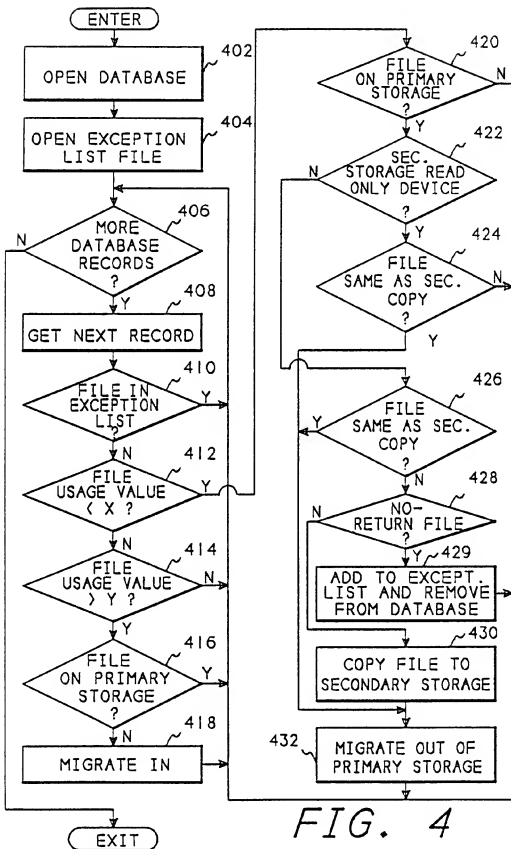 ENTER
402
OPEN DATABASE
404
OPEN EXCEPTION
LIST FILE
406
N
MORE
DATABASE
RECORDS
?
Y
408
GET NEXT RECORD
410
FILE IN
EXCEPTION
LIST
?
Y
N
412
FILE
USAGE VALUE
< X ?
Y
N
414
FILE
USAGE VALUE
> Y ?
N
Y
416
FILE
ON PRIMARY
STORAGE
?
Y
N
418
MIGRATE IN
EXIT
420
FILE
ON PRIMARY
STORAGE
?
N
Y
422
N
SEC.
STORAGE READ
ONLY DEVICE
?
Y
424
FILE
SAME AS SEC.
COPY
?
N
Y
426
Y
FILE
SAME AS SEC.
COPY
?
N
428
N
NO-
RETURN FILE
?
Y
429
ADD TO EXCEPT.
LIST AND REMOVE
FROM DATABASE
430
COPY FILE TO
SECONDARY STORAGE
432
MIGRATE OUT OF
PRIMARY STORAGE
FIG. 4